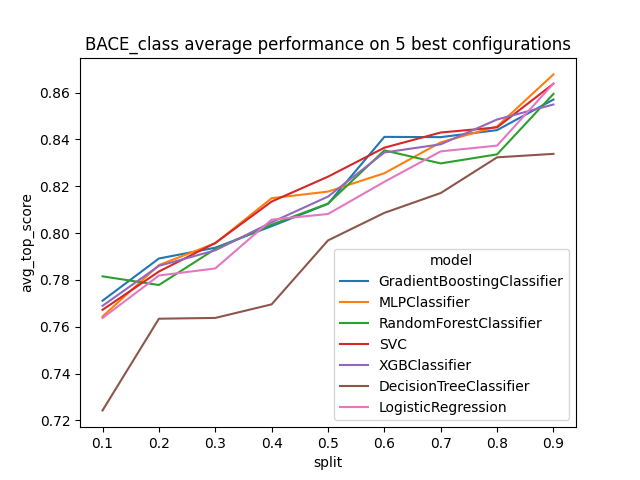 BACE_class average performance on 5 best configurations
avg_top_score
0.86
0.84
0.82
0.80
0.78
0.76
0.74
0.72
0.1 0.2 0.3 0.4 0.5 0.6 0.7 0.8 0.9
split
model
GradientBoostingClassifier
MLPClassifier
RandomForestClassifier
SVC
XGBClassifier
DecisionTreeClassifier
LogisticRegression